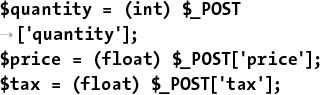 $quantity = (int) $_POST
→['quantity'];
$price = (float) $_POST['price'];
$tax = (float) $_POST['tax'];